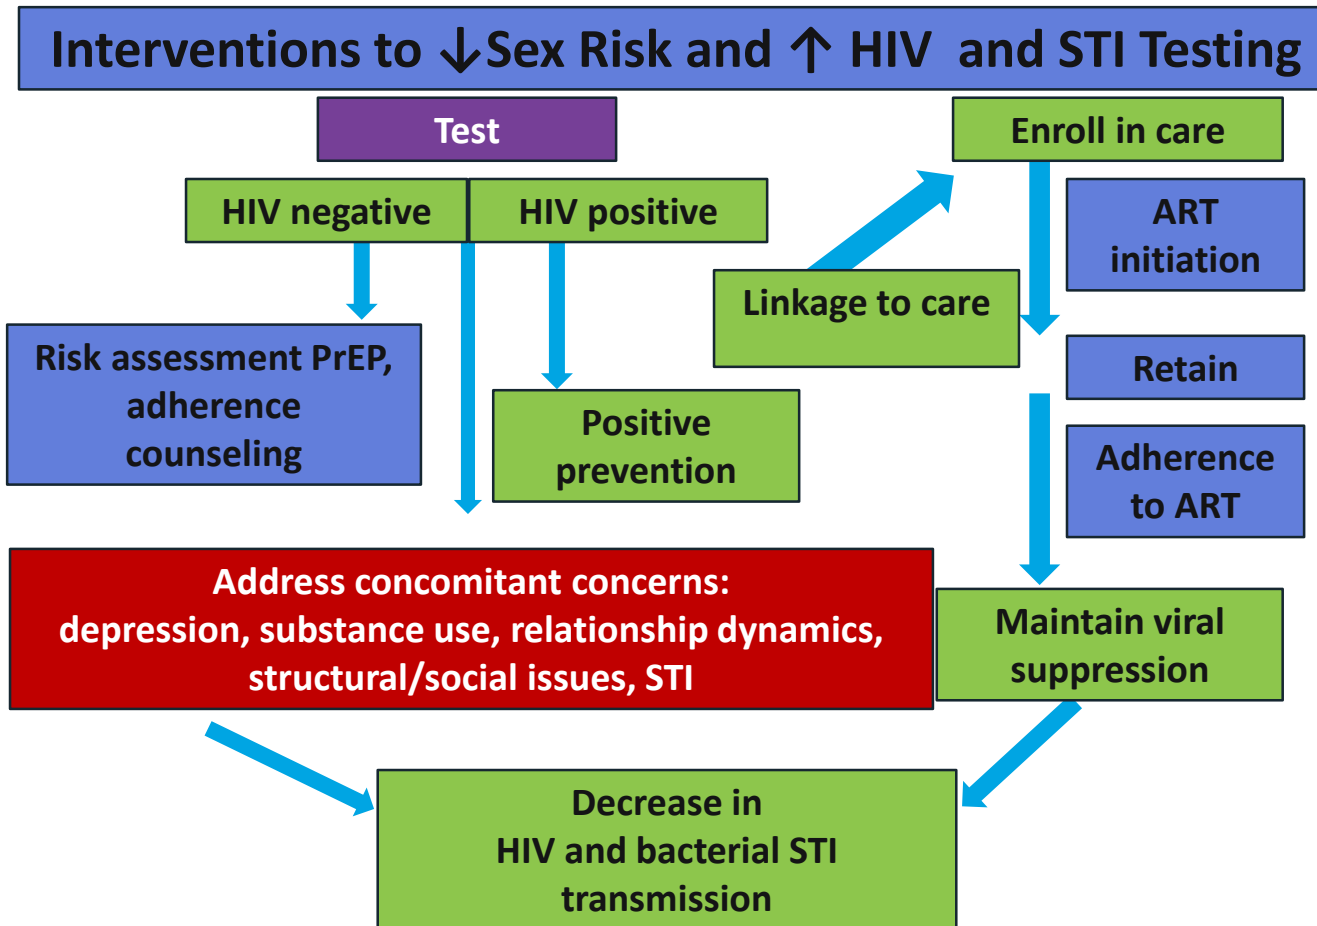 Interventions to ↓Sex Risk and ↑ HIV and STI Testing
Test
HIV negative
HIV positive
Risk assessment PrEP,
adherence
counseling
Positive
prevention
Linkage to care
Enroll in care
ART
initiation
Retain
Adherence
to ART
Address concomitant concerns:
depression, substance use, relationship dynamics,
structural/social issues, STI
Maintain viral
suppression
Decrease in
HIV and bacterial STI
transmission